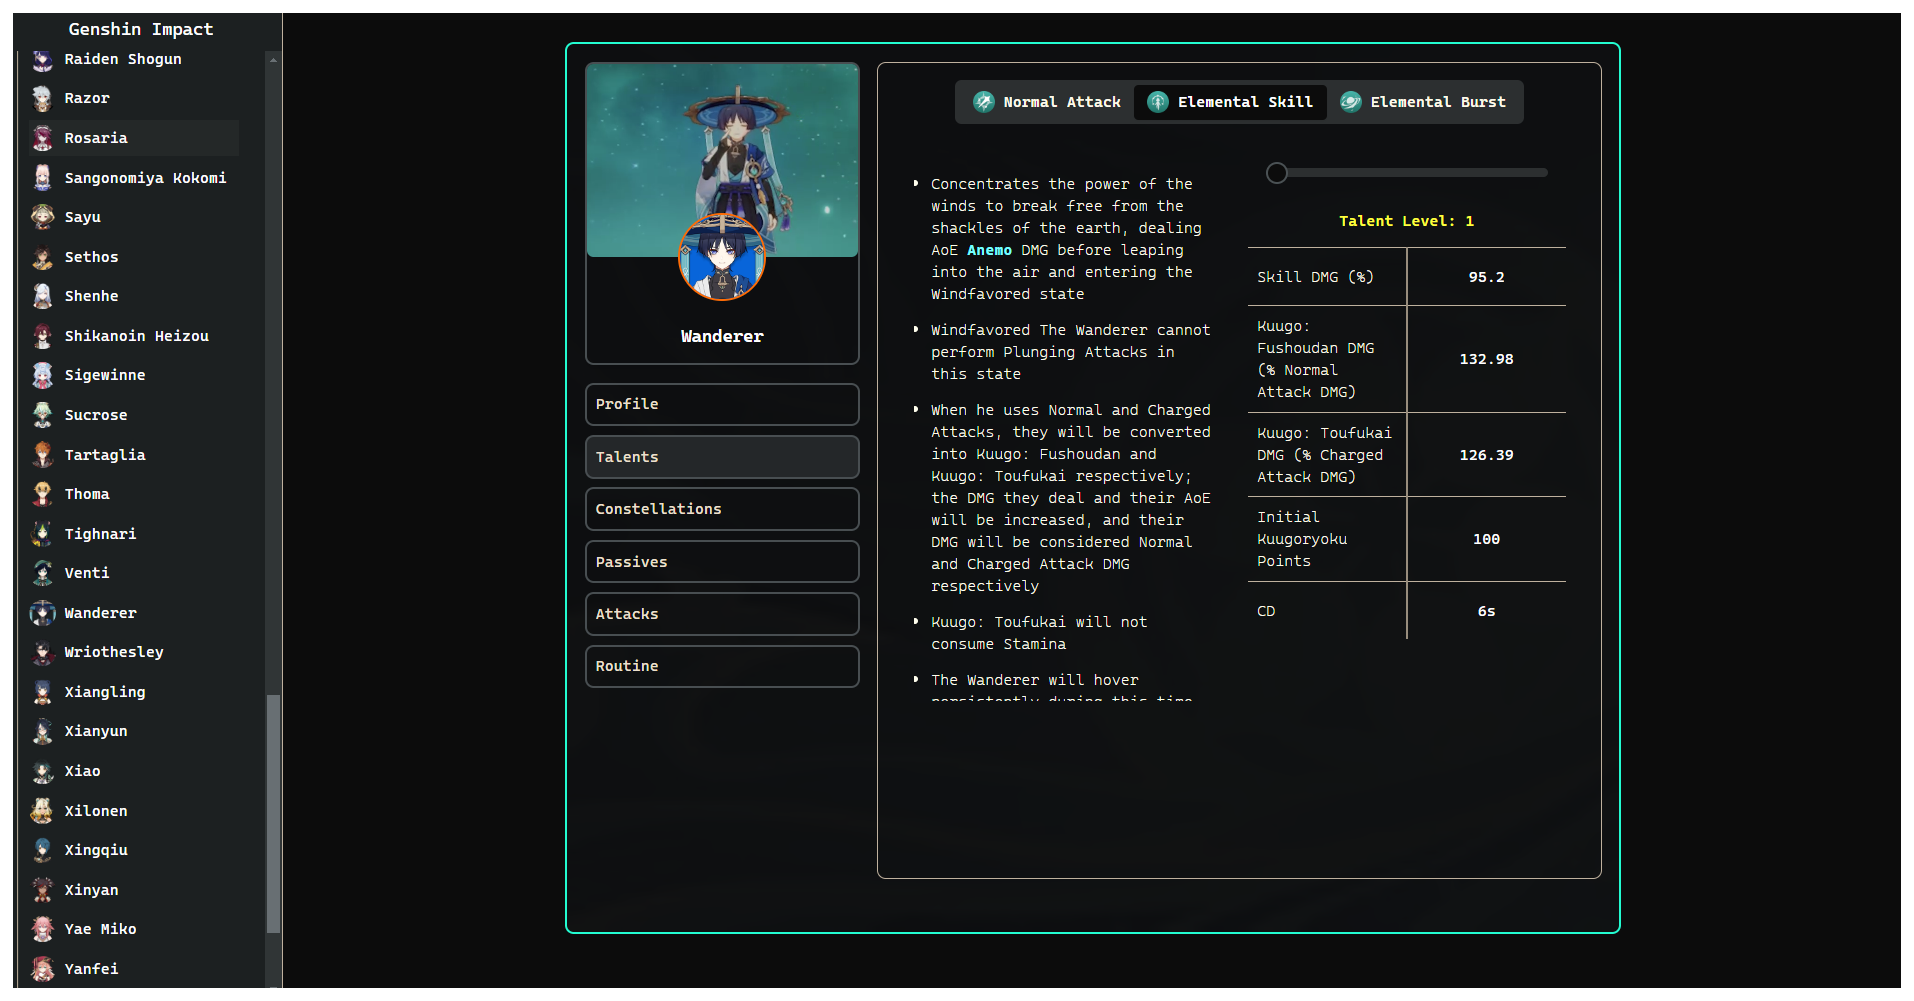 Genshin Impact
Raiden Shogun
Razor
Rosaria
Sangonomiya Kokomi
Sayu
Sethos
Shenhe
Shikanoin Heizou
Sigewinne
Sucrose
Tartaglia
Thoma
Tighnari
Venti
Wanderer
Wriothesley
Xiangling
Xianyun
Xiao
Xilonen
Xingqiu
Xinyan
Yae Miko
Yanfei
Wanderer
Profile
Talents
Constellations
Passives
Attacks
Routine
Normal Attack
Elemental Skill
Elemental Burst
Concentrates the power of the
winds to break free from the
shackles of the earth, dealing
AoE Anemo DMG before leaping
into the air and entering the
Windfavored state
Windfavored The Wanderer cannot
perform Plunging Attacks in
this state
When he uses Normal and Charged
Attacks, they will be converted
into Kuugo: Fushoudan and
Kuugo: Toufukai respectively;
the DMG they deal and their AoE
will be increased, and their
DMG will be considered Normal
and Charged Attack DMG
respectively
Kuugo: Toufukai will not
consume Stamina
The Wanderer will hover
persistently during this time
Talent Level: 1
Skill DMG (%)
95.2
Kuugo:
Fushoudan DMG
(% Normal
Attack DMG)
132.98
Kuugo: Toufukai
DMG (% Charged
Attack DMG)
126.39
Initial
Kuugoryoku
Points
100
CD
6s